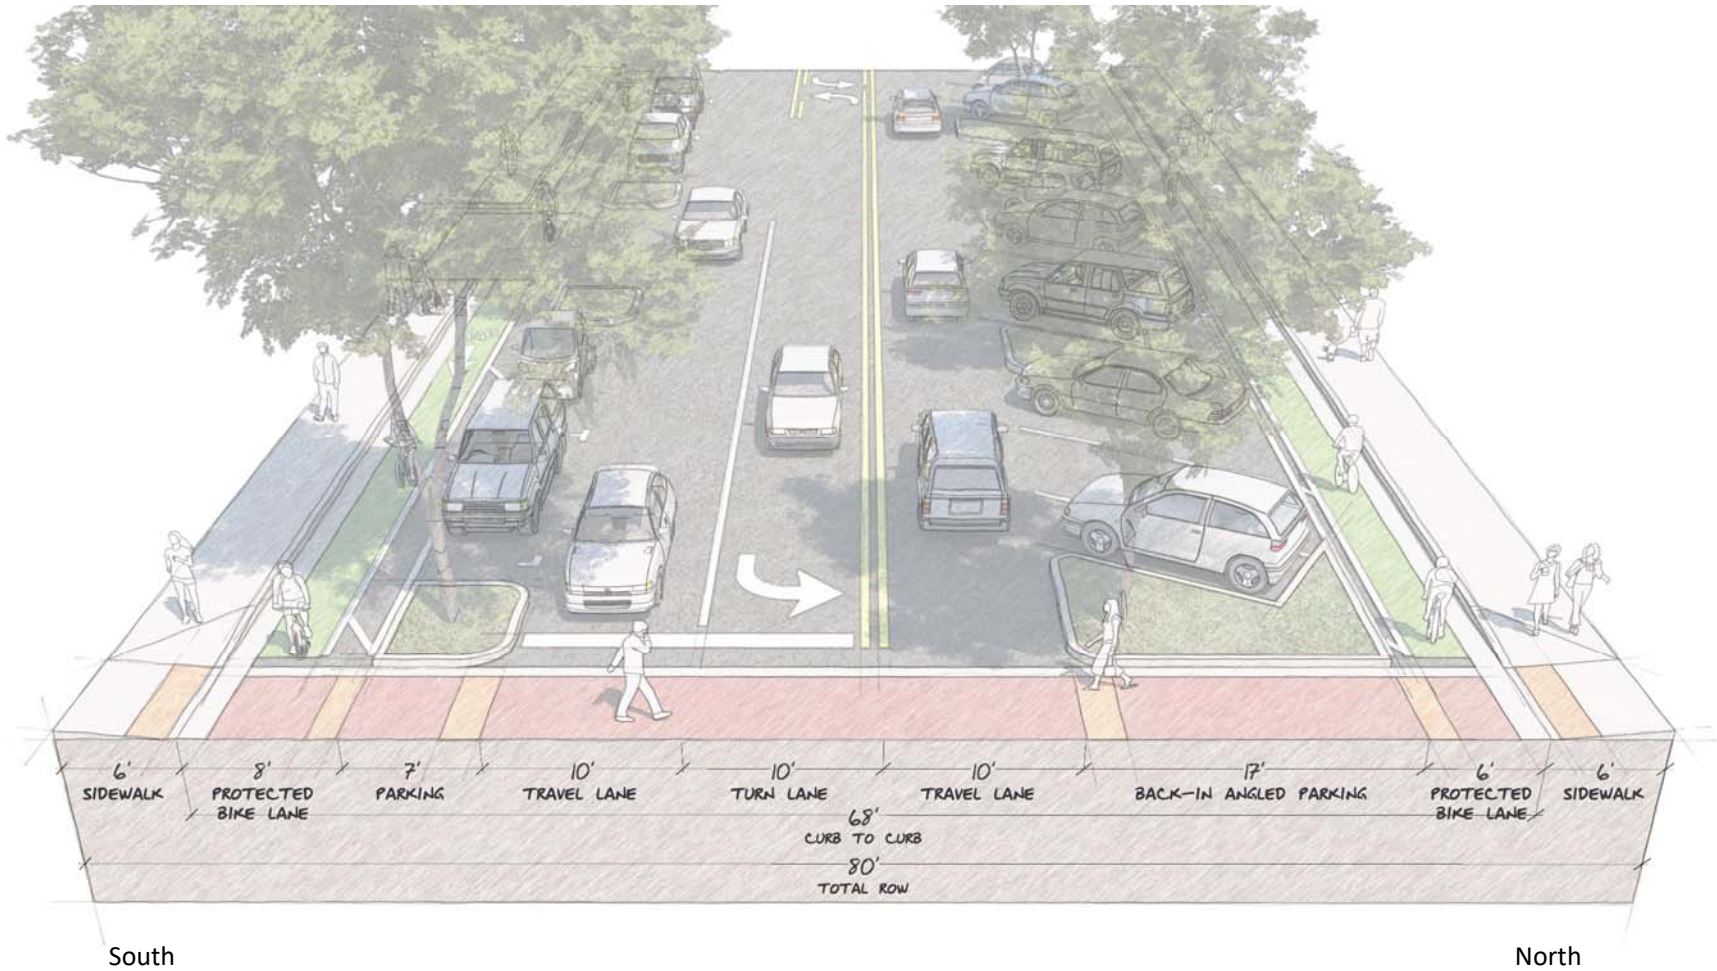 6'
SIDEWALK
8'
PROTECTED
BIKE LANE
7'
PARKING
10'
TRAVEL LANE
10'
TURN LANE
10'
TRAVEL LANE
17'
BACK-IN ANGLED PARKING
6'
PROTECTED
BIKE LANE
6'
SIDEWALK
68'
CURB TO CURB
80'
TOTAL ROW
South
North